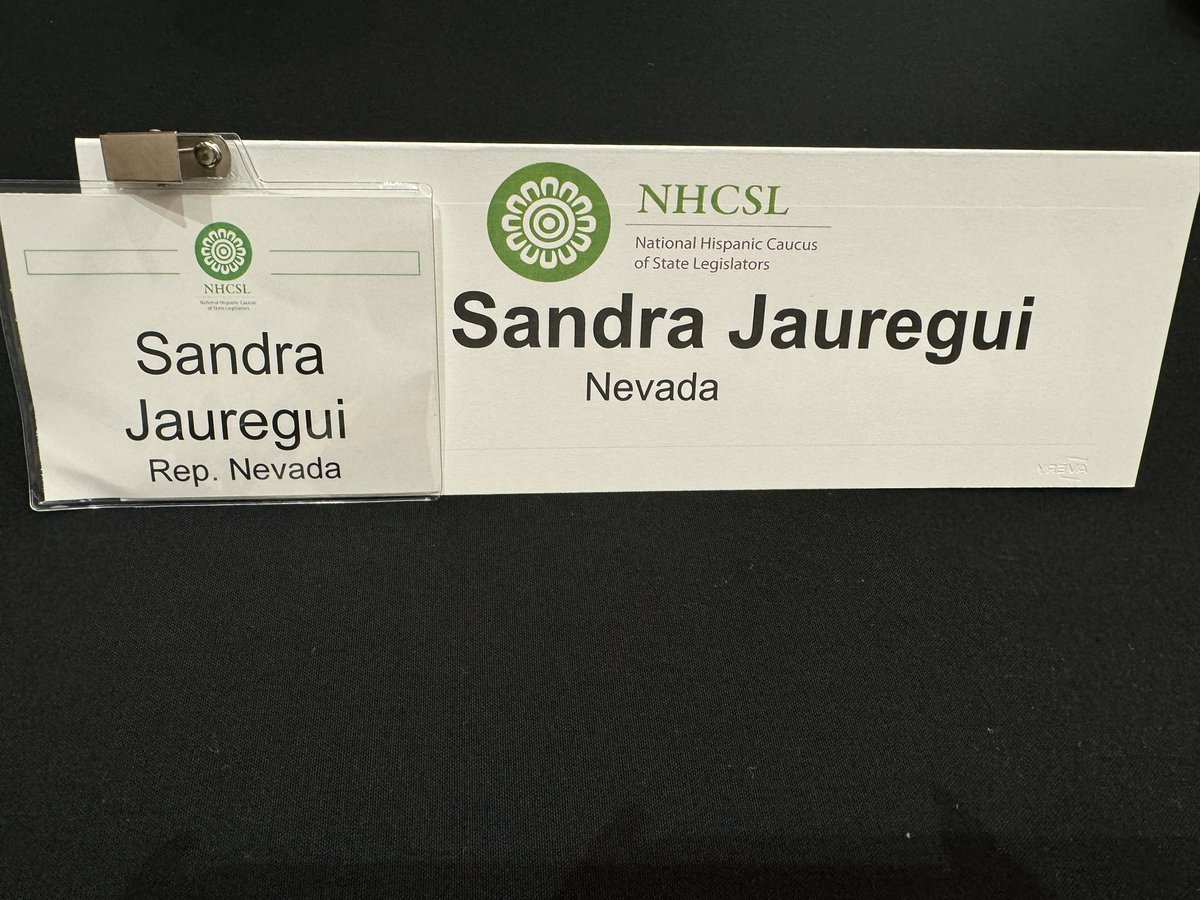 NHCSL
National Hispanic Caucus
of State Legislators
Sandra
Jauregui
Rep. Nevada
NHCSL
National Hispanic Caucus
of State Legislators
Sandra Jauregui
Nevada
AVERY